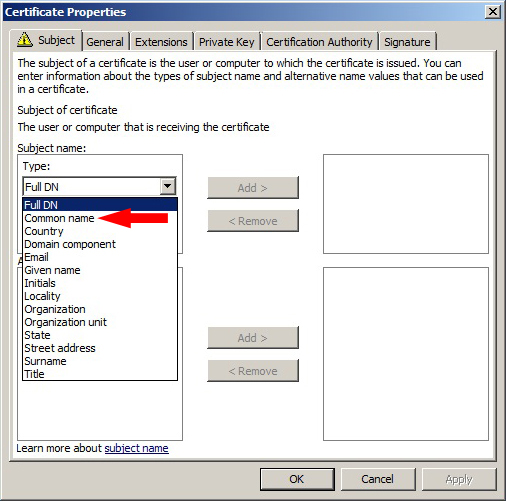 Certificate Properties
Subject General Extensions Private Key Certification Authority Signature
The subject of a certificate is the user or computer to which the certificate is issued. You can
enter information about the types of subject name and alternative name values that can be used
in a certificate.
Subject of certificate
The user or computer that is receiving the certificate
Subject name:
Type:
Full DN
Add >
Full DN
Common name
< Remove
Country
Domain component
Email
Given name
Initials
Locality
Organization
Organization unit
State
Add >
Street address
Surname
< Remove
Title
Learn more about subject name
OK Cancel Apply